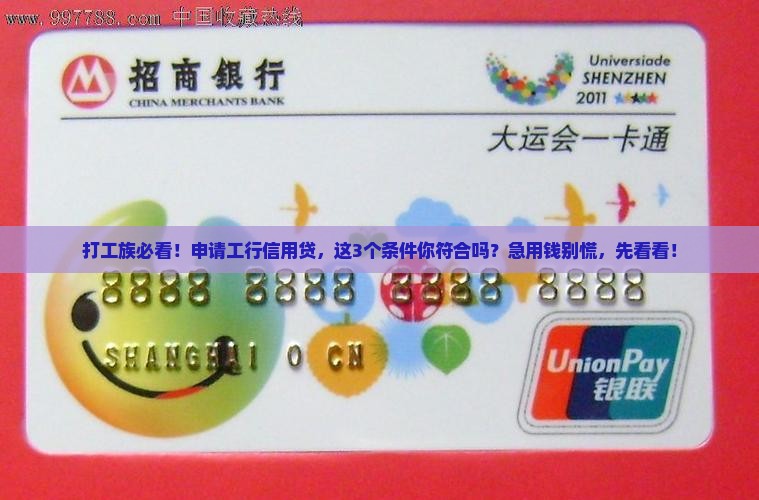 www.997788.com 中国收藏热线
招商银行
CHINA MERCHANTS BANK
Universiade
SHENZHEN
2011
大运会一卡通
打工族必看！申请工行信用贷，这3个条件你符合吗？急用钱别慌，先看看！
8888 8888 8888 8888
SHANGHAI 0 CN
UnionPay
银联